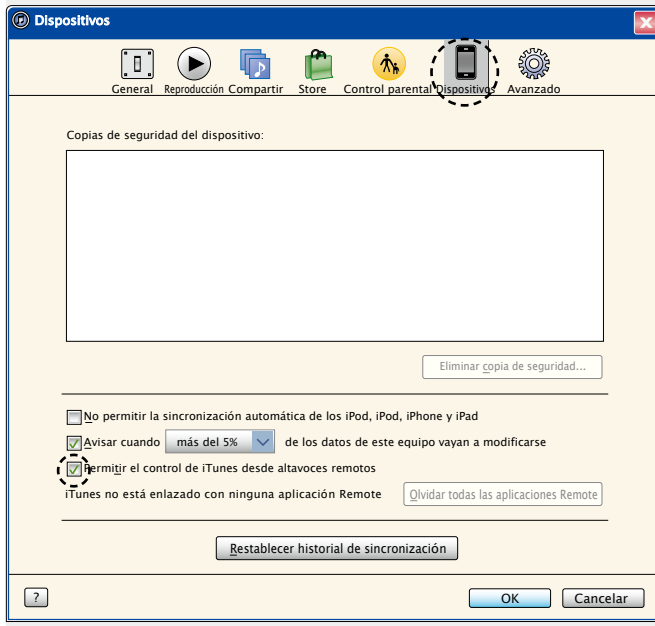 Dispositivos
General Reproducción Compartir Store Control parental Dispositivos Avanzado
Copias de seguridad del dispositivo:
Eliminar copia de seguridad...
No permitir la sincronización automática de los iPod, iPod, iPhone y iPad
Avisar cuando más del 5% de los datos de este equipo vayan a modificarse
Permitir el control de iTunes desde altavoces remotos
iTunes no está enlazado con ninguna aplicación Remote Olvidar todas las aplicaciones Remote
Restablecer historial de sincronización
? OK Cancelar